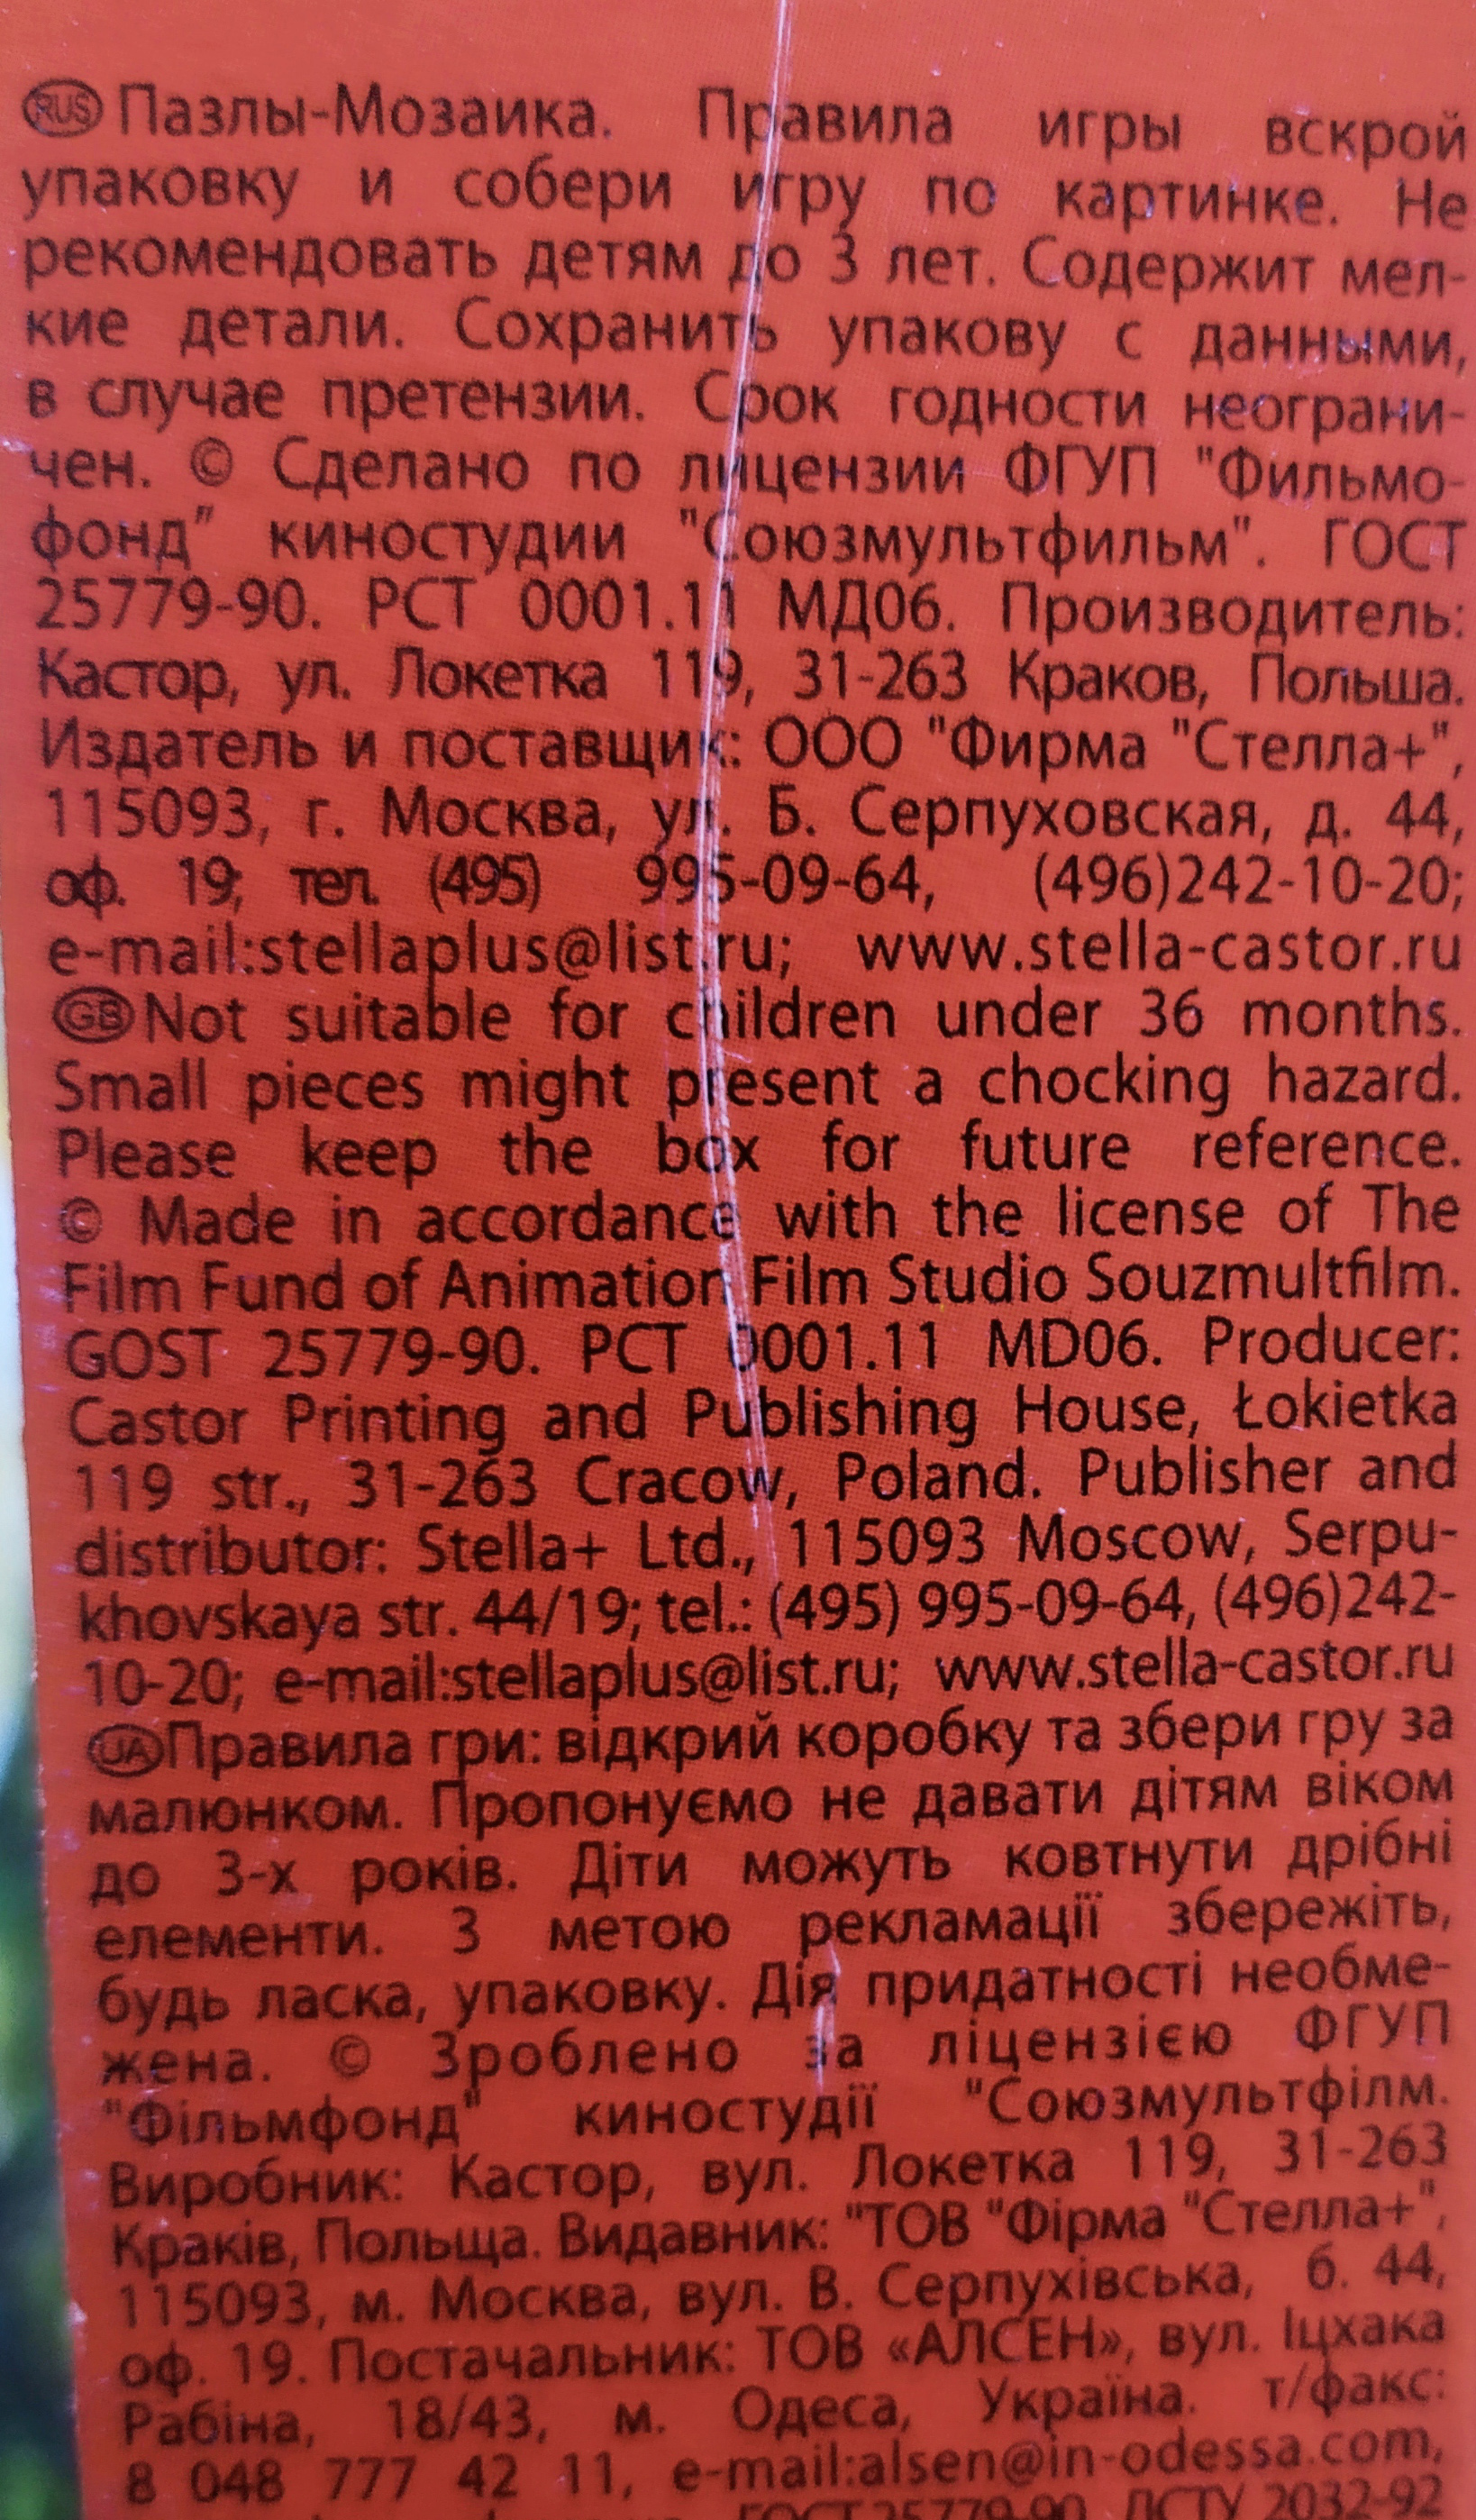 RUS Пазлы-Мозаика. Правила игры вскрой
упаковку и собери игру по картинке. Не
рекомендовать детям до 3 лет. Содержит мел-
кие детали. Сохранить упакову с данными,
в случае претензии. Срок годности неограни-
чен. © Сделано по лицензии ФГУП "Фильмо-
фонд" киностудии "Союзмультфильм". ГОСТ
25779-90. РСТ 0001.11 МД06. Производитель:
Кастор, ул. Локетка 119, 31-263 Краков, Польша.
Издатель и поставщик: ООО "Фирма "Стелла+",
115093, г. Москва, ул. Б. Серпуховская, д. 44,
оф. 19; тел. (495) 995-09-64, (496)242-10-20;
e-mail:stellaplus@list.ru; www.stella-castor.ru
GB Not suitable for children under 36 months.
Small pieces might present a chocking hazard.
Please keep the box for future reference.
© Made in accordance with the license of The
Film Fund of Animation Film Studio Souzmultfilm.
GOST 25779-90. PCT 0001.11 MD06. Producer:
Castor Printing and Publishing House, Łokietka
119 str., 31-263 Cracow, Poland. Publisher and
distributor: Stella+ Ltd., 115093 Moscow, Serpu-
khovskaya str. 44/19; tel.: (495) 995-09-64, (496)242-
10-20; e-mail:stellaplus@list.ru; www.stella-castor.ru
UA Правила гри: відкрий коробку та збери гру за
малюнком. Пропонуємо не давати дітям віком
до 3-х років. Діти можуть ковтнути дрібні
елементи. З метою рекламації збережіть,
будь ласка, упаковку. Дія придатності необме-
жена. © Зроблено за ліцензією ФГУП
"Фільмфонд" киностудії "Союзмультфілм.
Виробник: Кастор, вул. Локетка 119, 31-263
Краків, Польща. Видавник: "ТОВ "Фірма "Стелла+",
115093, м. Москва, вул. В. Серпухівська, б. 44,
оф. 19. Постачальник: ТОВ «АЛСЕН», вул. Іцхака
Рабіна, 18/43, м. Одеса, Україна. т/факс:
8 048 777 42 11, e-mail:alsen@in-odessa.com,
ГОСТ 25779-90 ДСТУ 2032-92